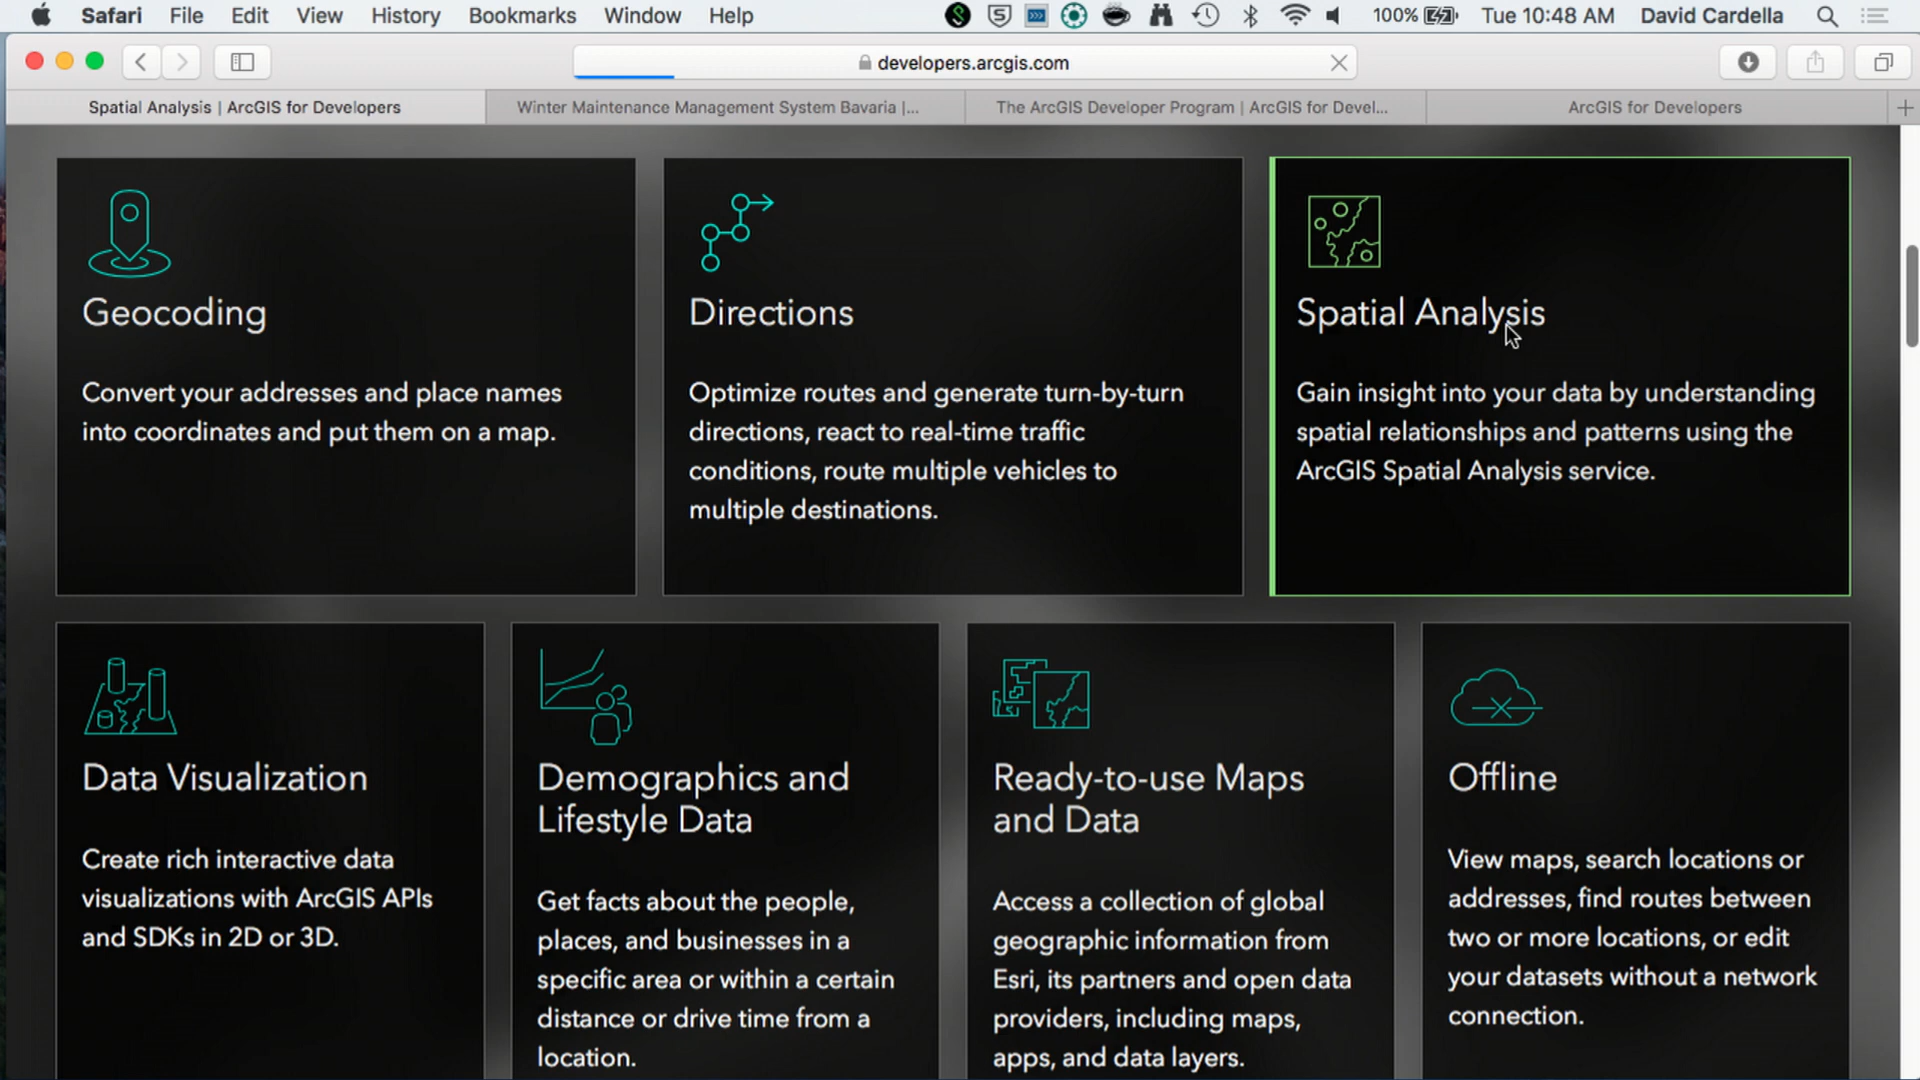 Safari File Edit View History Bookmarks Window Help 100% Tue 10:48 AM David Cardella
developers.arcgis.com
Spatial Analysis | ArcGIS for Developers
Winter Maintenance Management System Bavaria |...
The ArcGIS Developer Program | ArcGIS for Devel...
ArcGIS for Developers
Geocoding
Convert your addresses and place names
into coordinates and put them on a map.
Directions
Optimize routes and generate turn-by-turn
directions, react to real-time traffic
conditions, route multiple vehicles to
multiple destinations.
Spatial Analysis
Gain insight into your data by understanding
spatial relationships and patterns using the
ArcGIS Spatial Analysis service.
Data Visualization
Create rich interactive data
visualizations with ArcGIS APIs
and SDKs in 2D or 3D.
Demographics and
Lifestyle Data
Get facts about the people,
places, and businesses in a
specific area or within a certain
distance or drive time from a
location.
Ready-to-use Maps
and Data
Access a collection of global
geographic information from
Esri, its partners and open data
providers, including maps,
apps, and data layers.
Offline
View maps, search locations or
addresses, find routes between
two or more locations, or edit
your datasets without a network
connection.